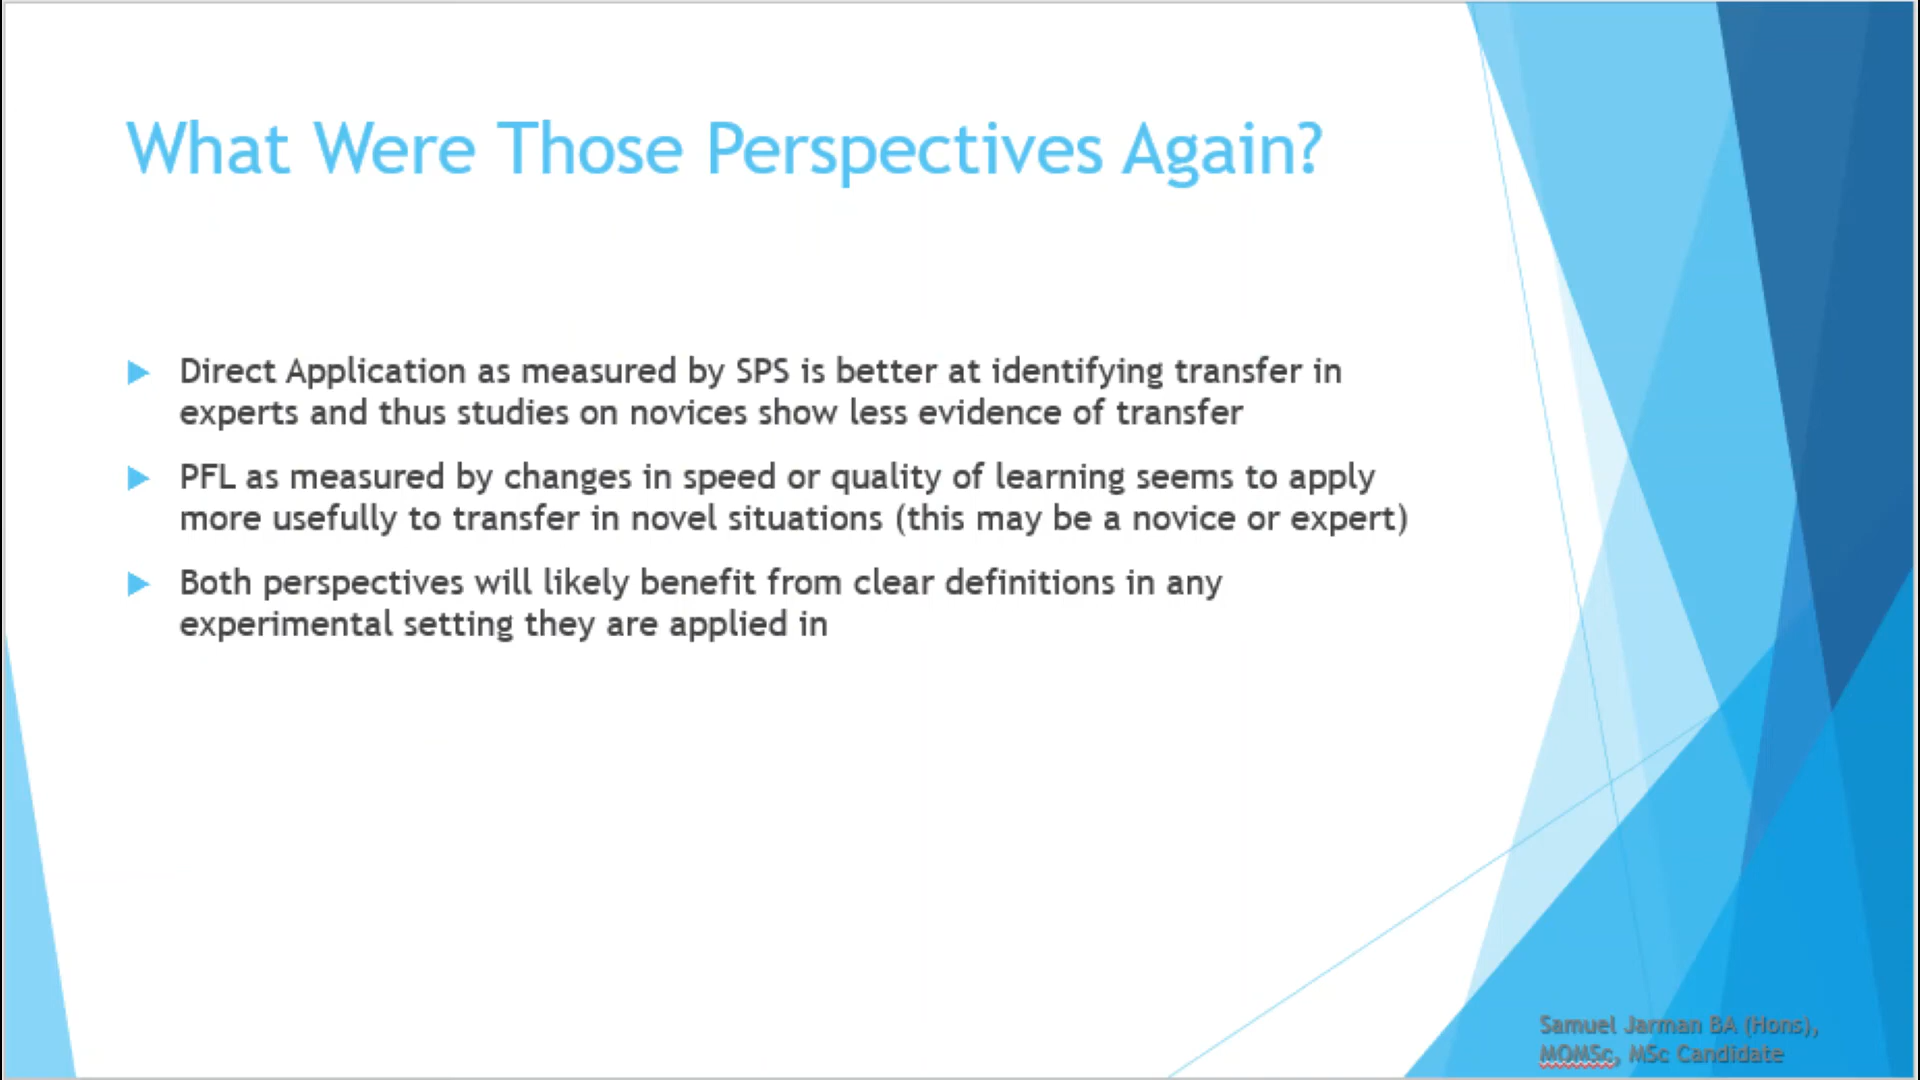 What Were Those Perspectives Again?
Direct Application as measured by SPS is better at identifying transfer in
experts and thus studies on novices show less evidence of transfer
PFL as measured by changes in speed or quality of learning seems to apply
more usefully to transfer in novel situations (this may be a novice or expert)
Both perspectives will likely benefit from clear definitions in any
experimental setting they are applied in
Samuel Jarman BA (Hons),
MOMSc, MSc Candidate